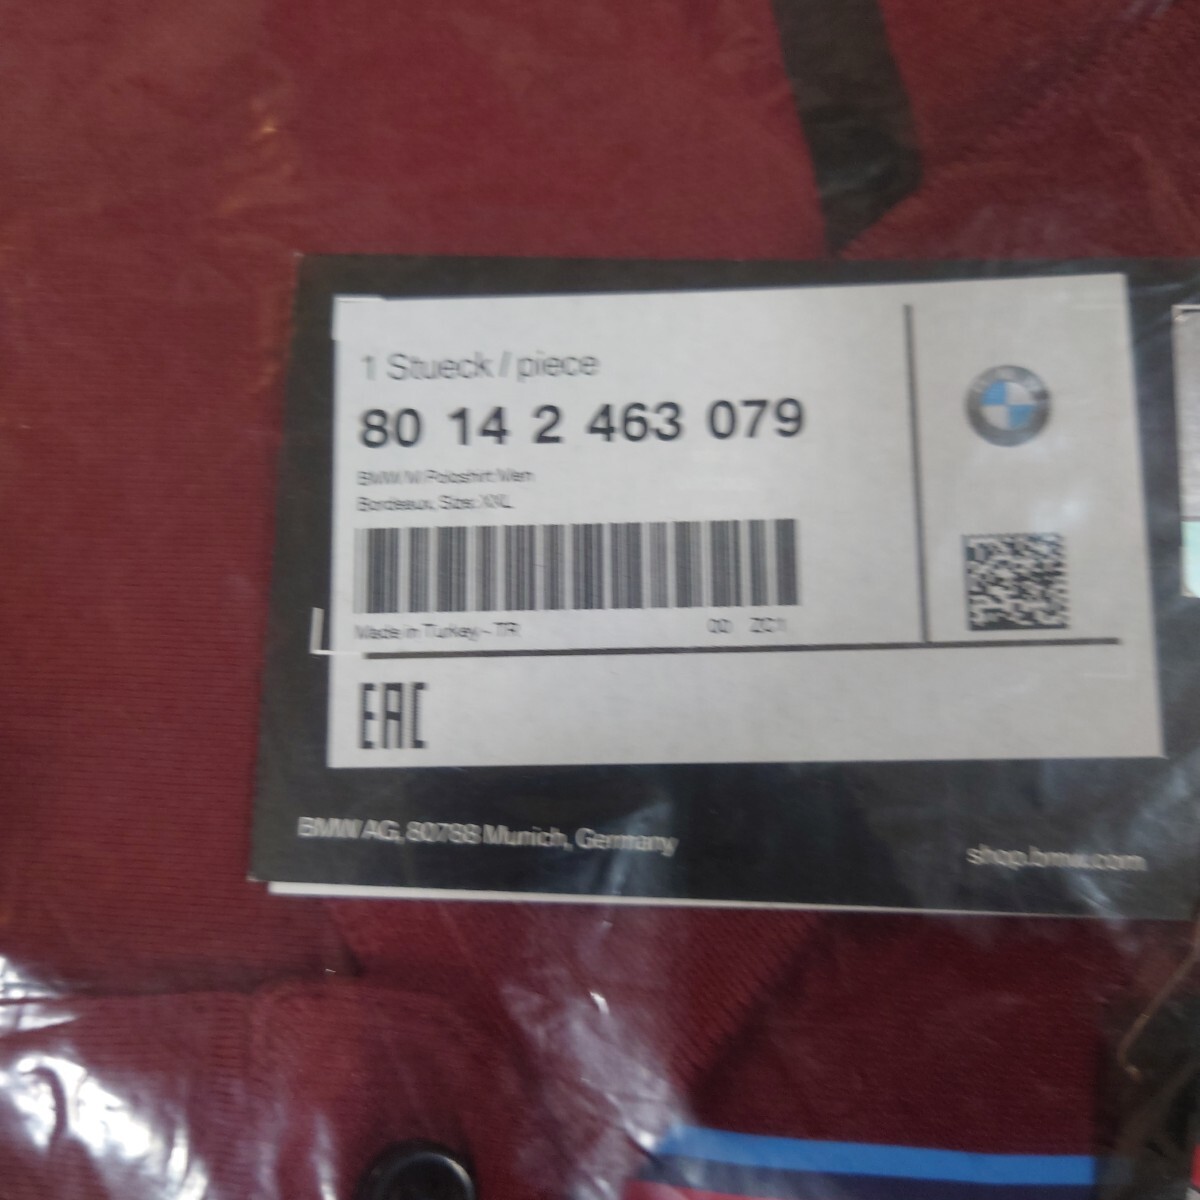 1 Stueck / piece
80 14 2 463 079
BMW M Poloshirt Men
Bordeaux, Size: XXL
Made in Turkey - TR 00 ZC1
EAC
BMW AG, 80788 Munich, Germany
shop.bmw.com